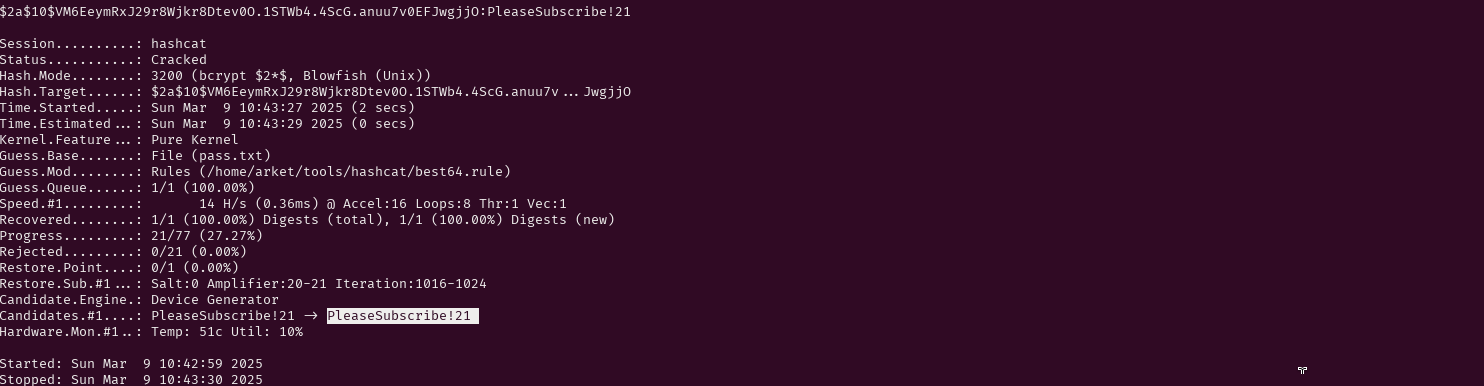 $2a$10$VM6EeymRxJ29r8Wjkr8Dtev0O.1STWb4.4ScG.anuu7v0EFJwgjjO:PleaseSubscribe!21
Session..........: hashcat
Status...........: Cracked
Hash.Mode........: 3200 (bcrypt $2*$, Blowfish (Unix))
Hash.Target......: $2a$10$VM6EeymRxJ29r8Wjkr8Dtev0O.1STWb4.4ScG.anuu7v...JwgjjO
Time.Started.....: Sun Mar  9 10:43:27 2025 (2 secs)
Time.Estimated...: Sun Mar  9 10:43:29 2025 (0 secs)
Kernel.Feature...: Pure Kernel
Guess.Base.......: File (pass.txt)
Guess.Mod........: Rules (/home/arket/tools/hashcat/best64.rule)
Guess.Queue......: 1/1 (100.00%)
Speed.#1.........:       14 H/s (0.36ms) @ Accel:16 Loops:8 Thr:1 Vec:1
Recovered........: 1/1 (100.00%) Digests (total), 1/1 (100.00%) Digests (new)
Progress.........: 21/77 (27.27%)
Rejected.........: 0/21 (0.00%)
Restore.Point....: 0/1 (0.00%)
Restore.Sub.#1...: Salt:0 Amplifier:20-21 Iteration:1016-1024
Candidate.Engine.: Device Generator
Candidates.#1....: PleaseSubscribe!21 -> PleaseSubscribe!21
Hardware.Mon.#1..: Temp: 51c Util: 10%
Started: Sun Mar  9 10:42:59 2025
Stopped: Sun Mar  9 10:43:30 2025